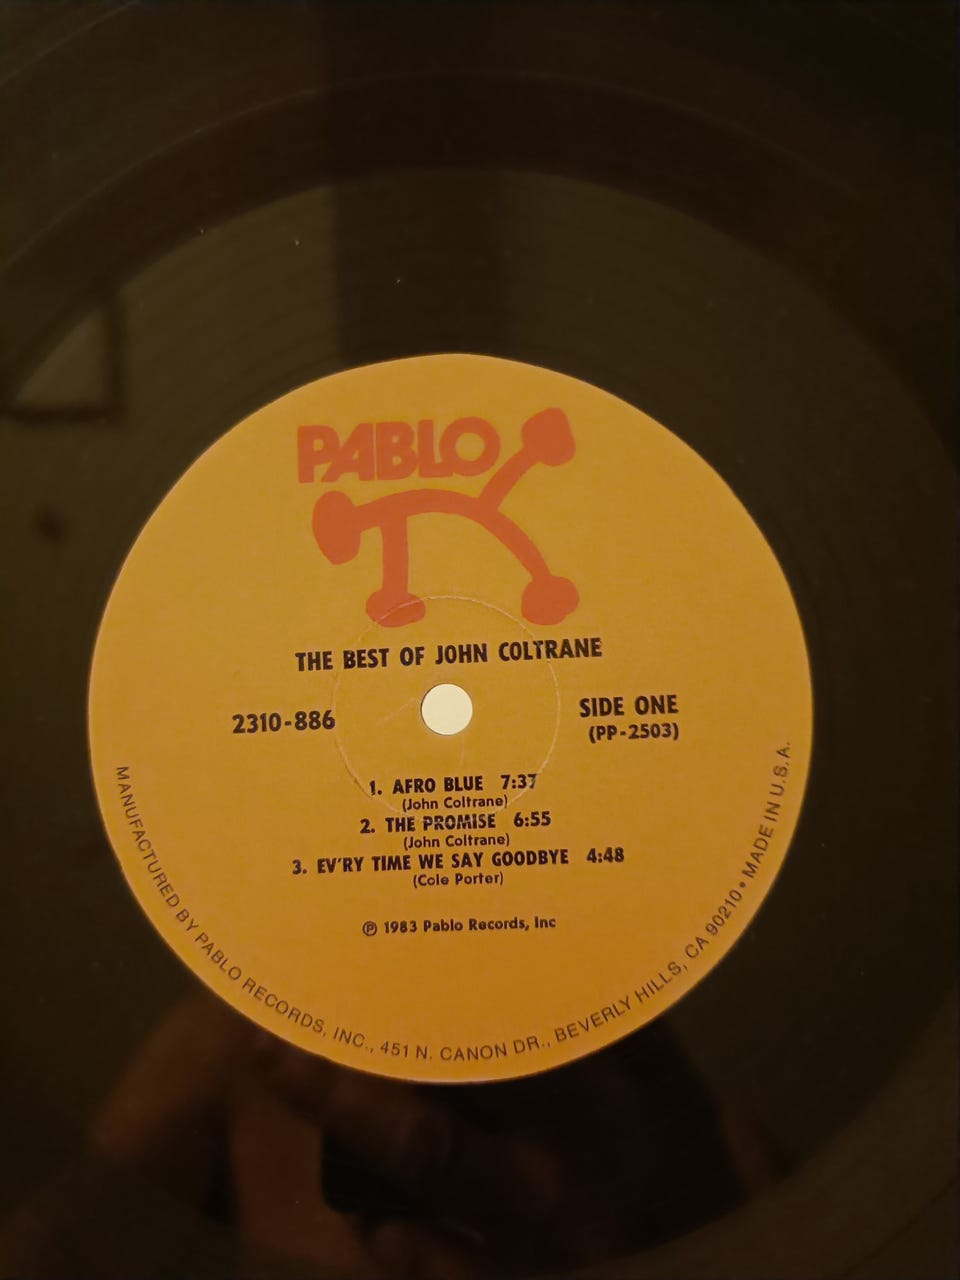 PABLO
THE BEST OF JOHN COLTRANE
2310-886
SIDE ONE
(PP-2503)
1. AFRO BLUE 7:37
(John Coltrane)
2. THE PROMISE 6:55
(John Coltrane)
3. EV'RY TIME WE SAY GOODBYE 4:48
(Cole Porter)
℗ 1983 Pablo Records, Inc
MANUFACTURED BY PABLO RECORDS, INC., 451 N. CANON DR., BEVERLY HILLS, CA 90210 • MADE IN U.S.A.